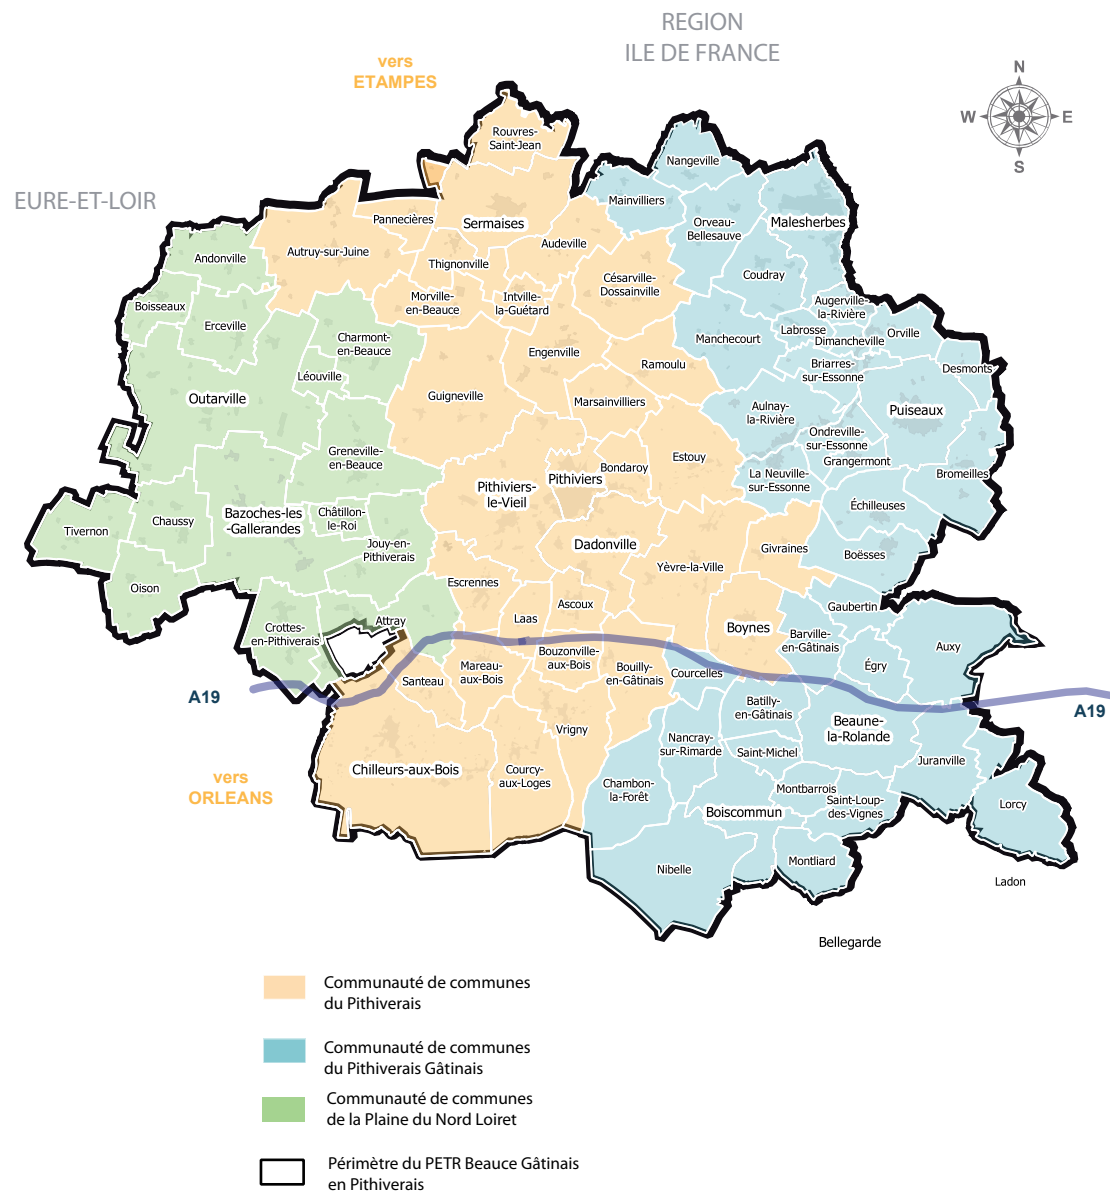 REGION
ILE DE FRANCE
vers
ETAMPES
N
W
E
S
EURE-ET-LOIR
Rouvres-
Saint-Jean
Nangeville
Mainvilliers
Pannecières
Sermaises
Orveau-
Bellesauve
Malesherbes
Autruy-sur-Juine
Audeville
Andonville
Thignonville
Coudray
Césarville-
Dossainville
Boisseaux
Morville-
en-Beauce
Intville-
la-Guétard
Augerville-
la-Rivière
Erceville
Charmont-
en-Beauce
Manchecourt
Labrosse
Dimancheville
Orville
Engenville
Ramoulu
Briarres-
sur-Essonne
Desmonts
Léouville
Outarville
Guigneville
Marsainvilliers
Aulnay-
la-Rivière
Puiseaux
Ondreville-
sur-Essonne
Greneville-
en-Beauce
Estouy
Grangermont
Bondaroy
Pithiviers
La Neuville-
sur-Essonne
Bromeilles
Pithiviers-
le-Vieil
Échilleuses
Tivernon
Chaussy
Bazoches-les
-Gallerandes
Châtillon-
le-Roi
Jouy-en-
Pithiverais
Dadonville
Givraines
Boësses
Yèvre-la-Ville
Oison
Escrennes
Ascoux
Gaubertin
Laas
Attray
Crottes-
en-Pithiverais
Boynes
Barville-
en-Gâtinais
Auxy
Bouzonville-
aux-Bois
Égry
Mareau-
aux-Bois
Bouilly-
en-Gâtinais
Courcelles
Santeau
A19
A19
Batilly-
en-Gâtinais
Beaune-
la-Rolande
Vrigny
Nancray-
sur-Rimarde
Saint-Michel
Juranville
vers
ORLEANS
Chilleurs-aux-Bois
Courcy-
aux-Loges
Chambon-
la-Forêt
Montbarrois
Saint-Loup-
des-Vignes
Lorcy
Boiscommun
Nibelle
Montliard
Ladon
Bellegarde
Communauté de communes
du Pithiverais
Communauté de communes
du Pithiverais Gâtinais
Communauté de communes
de la Plaine du Nord Loiret
Périmètre du PETR Beauce Gâtinais
en Pithiverais